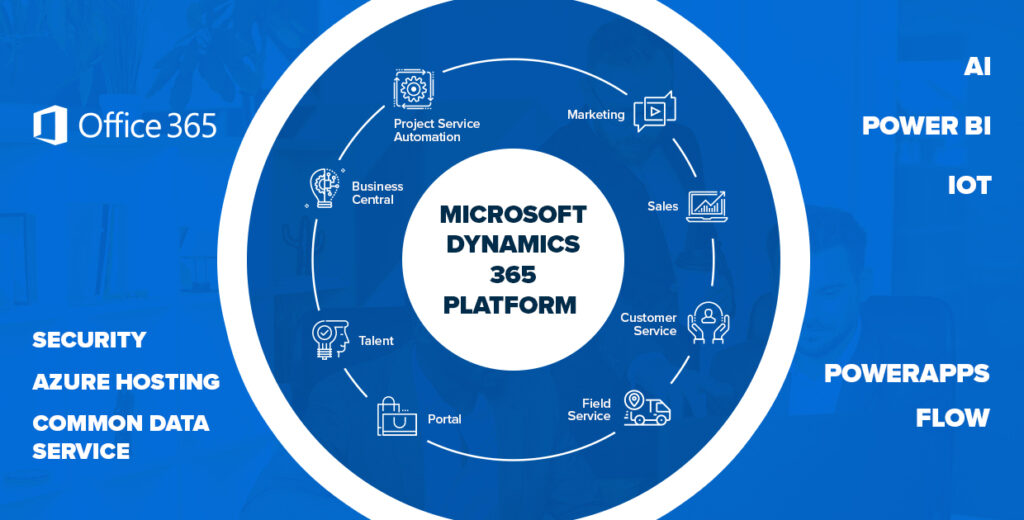 Office 365
SECURITY
AZURE HOSTING
COMMON DATA
SERVICE
Project Service
Automation
Business
Central
Talent
Portal
MICROSOFT
DYNAMICS
365
PLATFORM
Marketing
Sales
Customer
Service
Field
Service
AI
POWER BI
IOT
POWERAPPS
FLOW